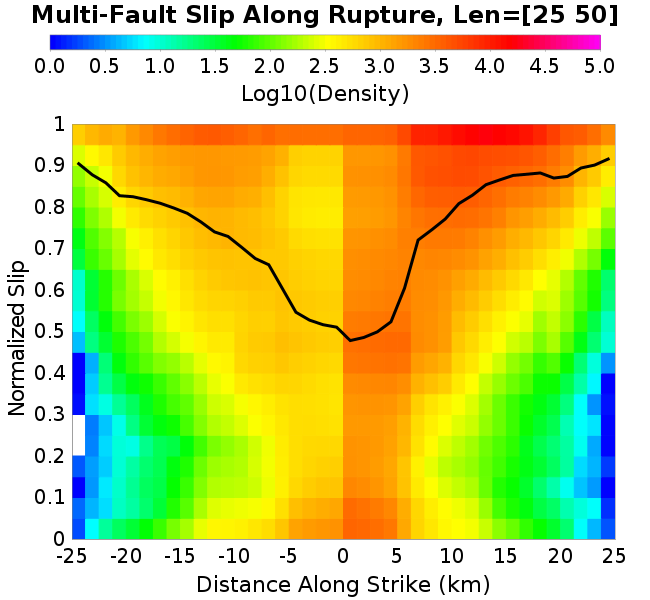 Multi-Fault Slip Along Rupture, Len=[25 50]
0.0 0.5 1.0 1.5 2.0 2.5 3.0 3.5 4.0 4.5 5.0
Log10(Density)
Normalized Slip
1
0.9
0.8
0.7
0.6
0.5
0.4
0.3
0.2
0.1
0
-25 -20 -15 -10 -5 0 5 10 15 20 25
Distance Along Strike (km)